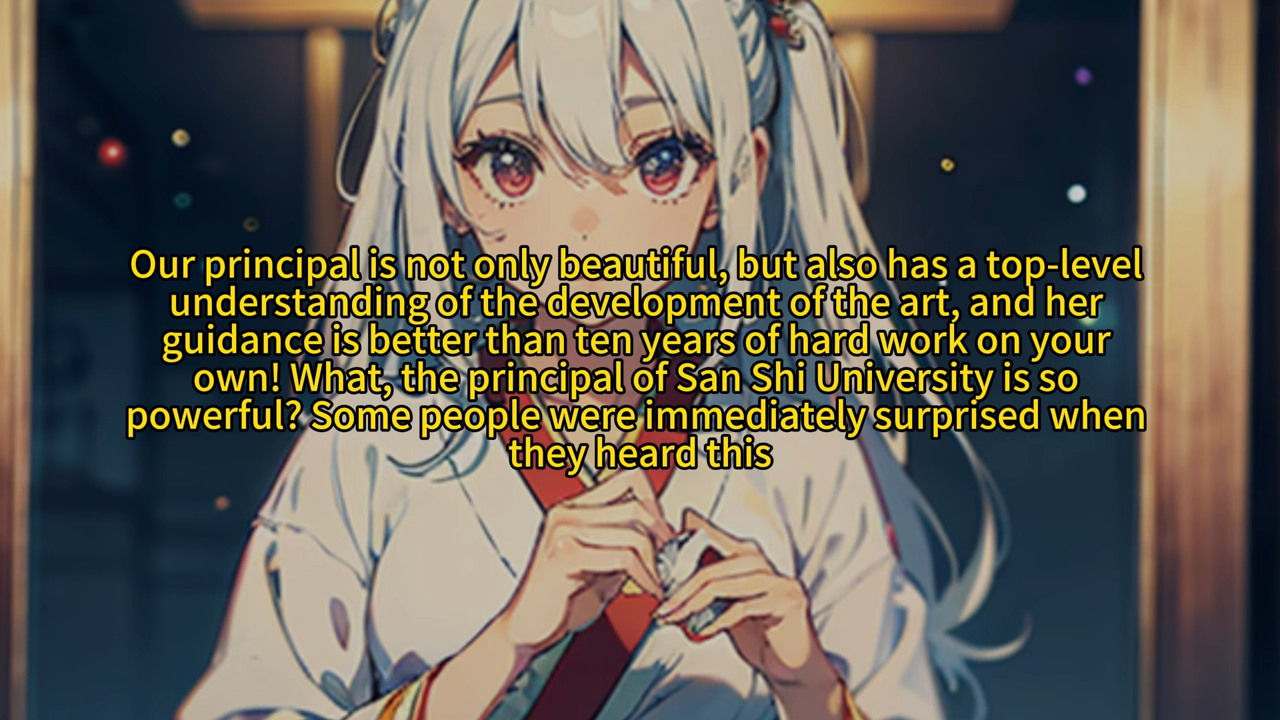 Our principal is not only beautiful, but also has a top-level
understanding of the development of the art, and her
guidance is better than ten years of hard work on your
own! What, the principal of San Shi University is so
powerful? Some people were immediately surprised when
they heard this